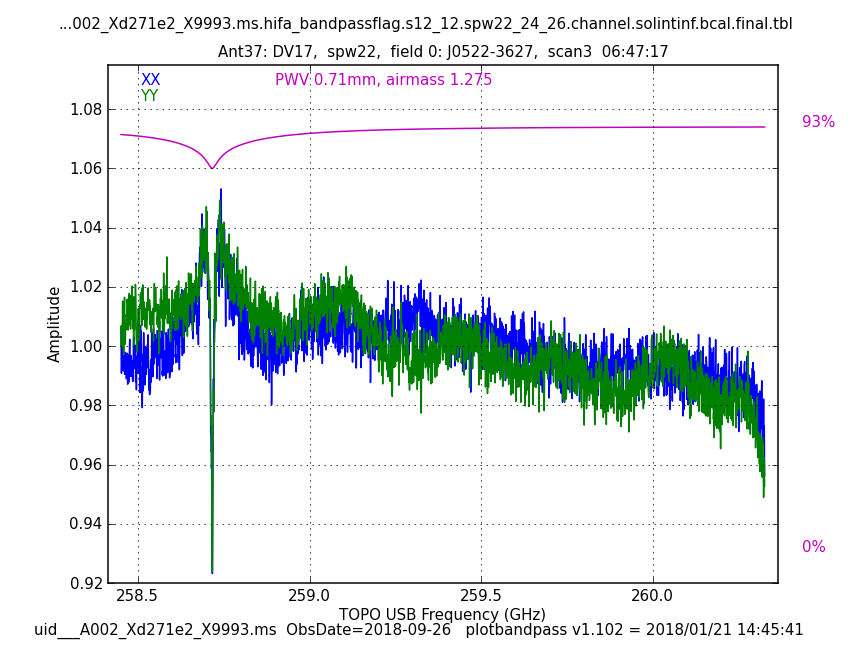 ...002_Xd271e2_X9993.ms.hifa_bandpassflag.s12_12.spw22_24_26.channel.solintinf.bcal.final.tbl
Ant37: DV17,  spw22,  field 0: J0522-3627,  scan3  06:47:17
XX
PWV 0.71mm, airmass 1.275
YY
1.08
93%
1.06
1.04
1.02
1.00
0.98
0.96
0.94
0.92
0%
Amplitude
258.5 259.0 259.5 260.0
TOPO USB Frequency (GHz)
uid___A002_Xd271e2_X9993.ms  ObsDate=2018-09-26   plotbandpass v1.102 = 2018/01/21 14:45:41